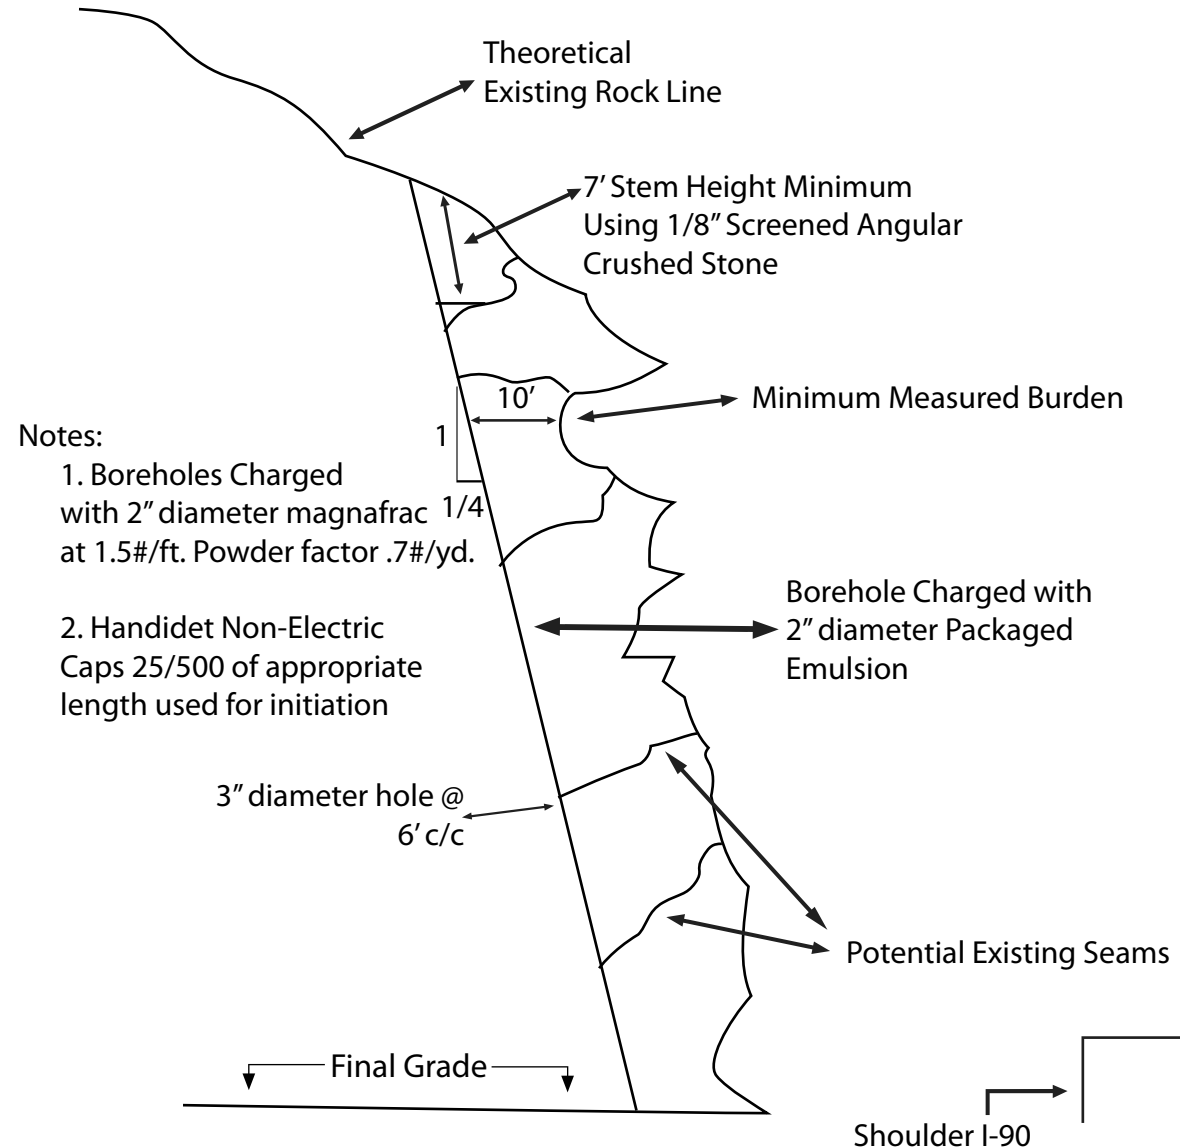 Theoretical
Existing Rock Line
7’ Stem Height Minimum
Using 1/8” Screened Angular
Crushed Stone
10’
Minimum Measured Burden
1
1/4
Notes:
1. Boreholes Charged
with 2” diameter magnafrac
at 1.5#/ft. Powder factor .7#/yd.
2. Handidet Non-Electric
Caps 25/500 of appropriate
length used for initiation
Borehole Charged with
2” diameter Packaged
Emulsion
3” diameter hole @
6’ c/c
Potential Existing Seams
Final Grade
Shoulder I-90